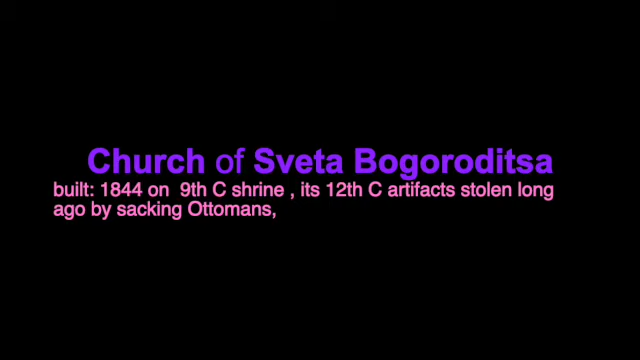 Church of Sveta Bogoroditsa
built: 1844 on  9th C shrine , its 12th C artifacts stolen long
ago by sacking Ottomans,